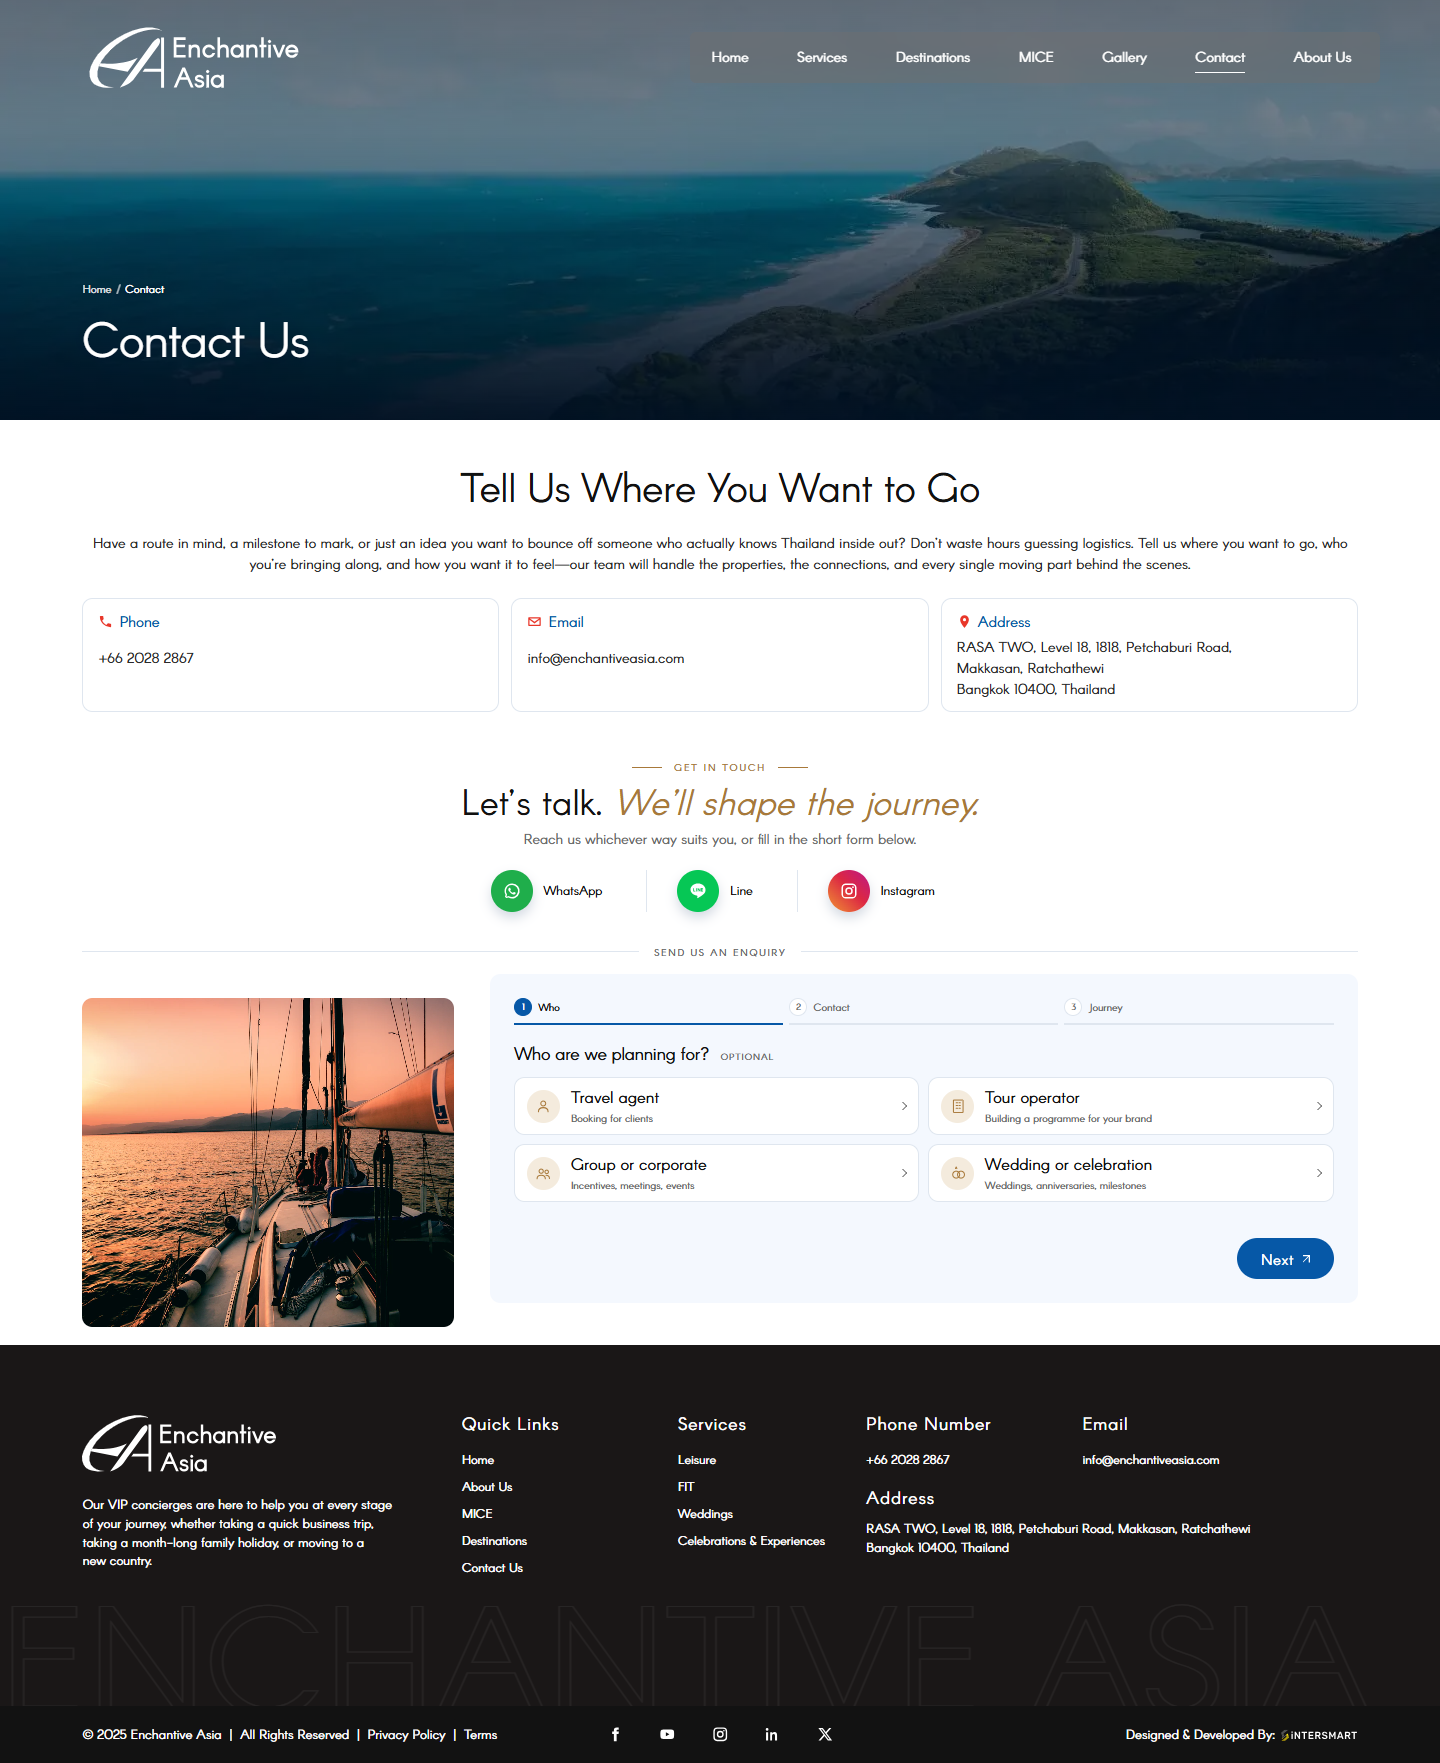 Enchantive
Asia
Home Services Destinations MICE Gallery Contact About Us
Home / Contact
Contact Us
Tell Us Where You Want to Go
Have a route in mind, a milestone to mark, or just an idea you want to bounce off someone who actually knows Thailand inside out? Don't waste hours guessing logistics. Tell us where you want to go, who
you're bringing along, and how you want it to feel—our team will handle the properties, the connections, and every single moving part behind the scenes.
Phone
+66 2028 2867
Email
info@enchantiveasia.com
Address
RASA TWO, Level 18, 1818, Petchaburi Road,
Makkasan, Ratchathewi
Bangkok 10400, Thailand
GET IN TOUCH
Let's talk. We'll shape the journey.
Reach us whichever way suits you, or fill in the short form below.
WhatsApp
LINE
Line
Instagram
SEND US AN ENQUIRY
1 Who
2 Contact
3 Journey
Who are we planning for? OPTIONAL
Travel agent
Booking for clients
Tour operator
Building a programme for your brand
Group or corporate
Incentives, meetings, events
Wedding or celebration
Weddings, anniversaries, milestones
Next
Enchantive
Asia
Our VIP concierges are here to help you at every stage
of your journey, whether taking a quick business trip,
taking a month-long family holiday, or moving to a
new country.
Quick Links
Home
About Us
MICE
Destinations
Contact Us
Services
Leisure
FIT
Weddings
Celebrations & Experiences
Phone Number
+66 2028 2867
Email
info@enchantiveasia.com
Address
RASA TWO, Level 18, 1818, Petchaburi Road, Makkasan, Ratchathewi
Bangkok 10400, Thailand
ENCHANTIVE ASIA
© 2025 Enchantive Asia | All Rights Reserved | Privacy Policy | Terms
Designed & Developed By: iNTERSMART